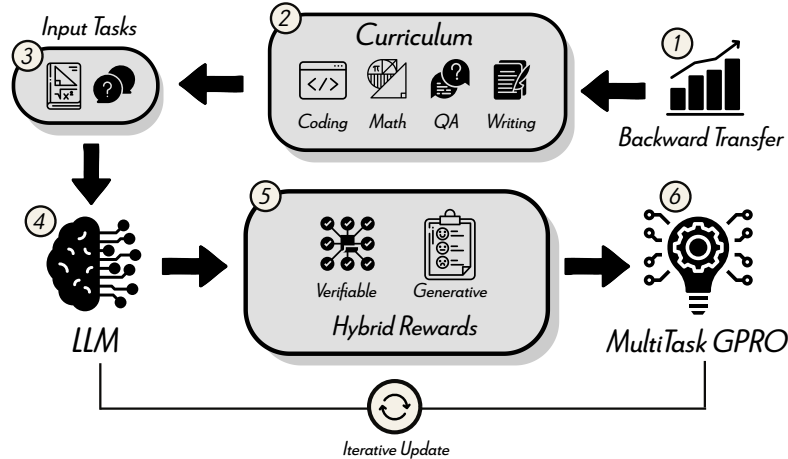 Input Tasks
3
2
Curriculum
</>
π
?
Coding
Math
QA
Writing
1
Backward Transfer
√x²
?
4
LLM
5
Verifiable
Generative
Hybrid Rewards
6
MultiTask GPRO
Iterative Update